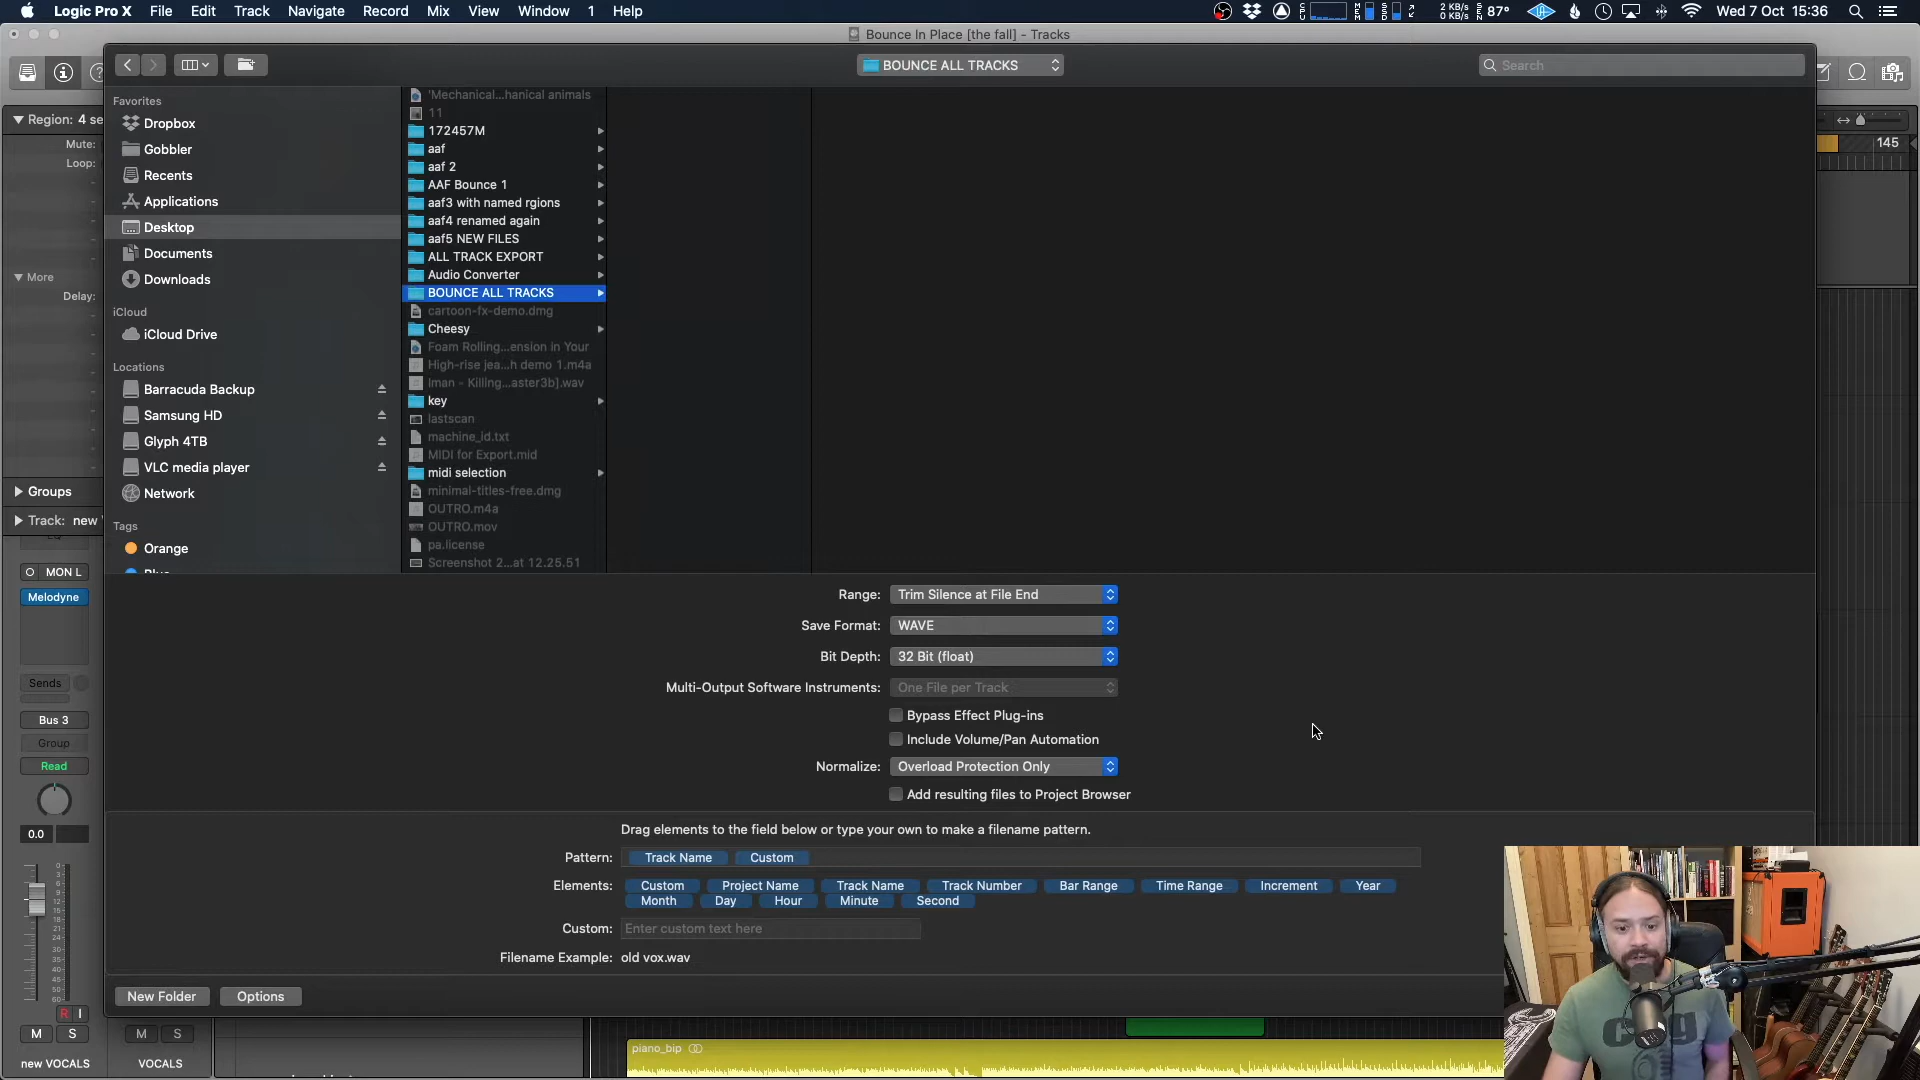 Logic Pro X File Edit Track Navigate Record Mix View Window 1 Help
2 KB/s
0 KB/s
87°
Wed 7 Oct 15:36
Bounce In Place [the fall] - Tracks
BOUNCE ALL TRACKS
Search
Region: 4 se
Mute:
Loop:
More
Delay:
Groups
Track: new
145
Favorites
Dropbox
Gobbler
Recents
Applications
Desktop
Documents
Downloads
iCloud
iCloud Drive
Locations
Barracuda Backup
Samsung HD
Glyph 4TB
VLC media player
Network
Tags
Orange
'Mechanical...hanical animals
11
172457M
aaf
aaf 2
AAF Bounce 1
aaf3 with named rgions
aaf4 renamed again
aaf5 NEW FILES
ALL TRACK EXPORT
Audio Converter
BOUNCE ALL TRACKS
cartoon-fx-demo.dmg
Cheesy
Foam Rolling...ension in Your
High-rise jea...h demo 1.m4a
Iman - Killing...aster3b].wav
key
lastscan
machine_id.txt
MIDI for Export.mid
midi selection
minimal-titles-free.dmg
OUTRO.m4a
OUTRO.mov
pa.license
Screenshot 2...at 12.25.51
Range: Trim Silence at File End
Save Format: WAVE
Bit Depth: 32 Bit (float)
Multi-Output Software Instruments: One File per Track
Bypass Effect Plug-ins
Include Volume/Pan Automation
Normalize: Overload Protection Only
Add resulting files to Project Browser
Drag elements to the field below or type your own to make a filename pattern.
Pattern: Track Name Custom
Elements: Custom Project Name Track Name Track Number Bar Range Time Range Increment Year
Month Day Hour Minute Second
Custom: Enter custom text here
Filename Example: old vox.wav
New Folder Options
MON L
Melodyne
Sends
Bus 3
Group
Read
0.0
R I
M S M S
new VOCALS VOCALS
piano_bip